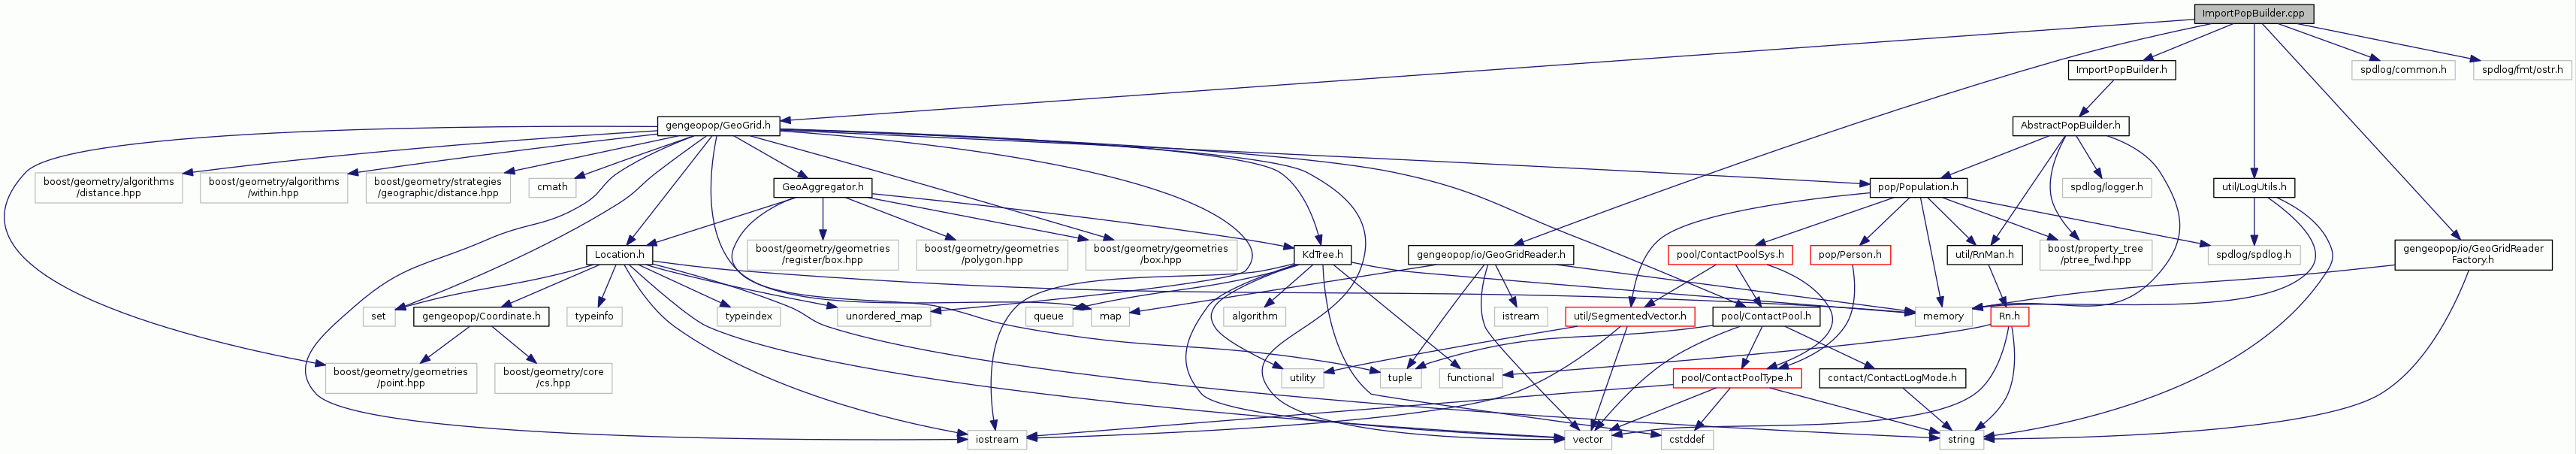 ImportPopBuilder.cpp
ImportPopBuilder.h
spdlog/common.h
spdlog/fmt/ostr.h
gengeopop/GeoGrid.h
AbstractPopBuilder.h
boost/geometry/algorithms
/distance.hpp
boost/geometry/algorithms
/within.hpp
boost/geometry/strategies
/geographic/distance.hpp
cmath
GeoAggregator.h
pop/Population.h
spdlog/logger.h
util/LogUtils.h
Location.h
boost/geometry/geometries
/register/box.hpp
boost/geometry/geometries
/polygon.hpp
boost/geometry/geometries
/box.hpp
KdTree.h
gengeopop/io/GeoGridReader.h
pool/ContactPoolSys.h
pop/Person.h
util/RnMan.h
boost/property_tree
/ptree_fwd.hpp
spdlog/spdlog.h
gengeopop/io/GeoGridReader
Factory.h
set
gengeopop/Coordinate.h
typeinfo
typeindex
unordered_map
queue
map
algorithm
istream
util/SegmentedVector.h
pool/ContactPool.h
memory
Rn.h
boost/geometry/geometries
/point.hpp
boost/geometry/core
/cs.hpp
utility
tuple
functional
pool/ContactPoolType.h
contact/ContactLogMode.h
iostream
vector
cstddef
string